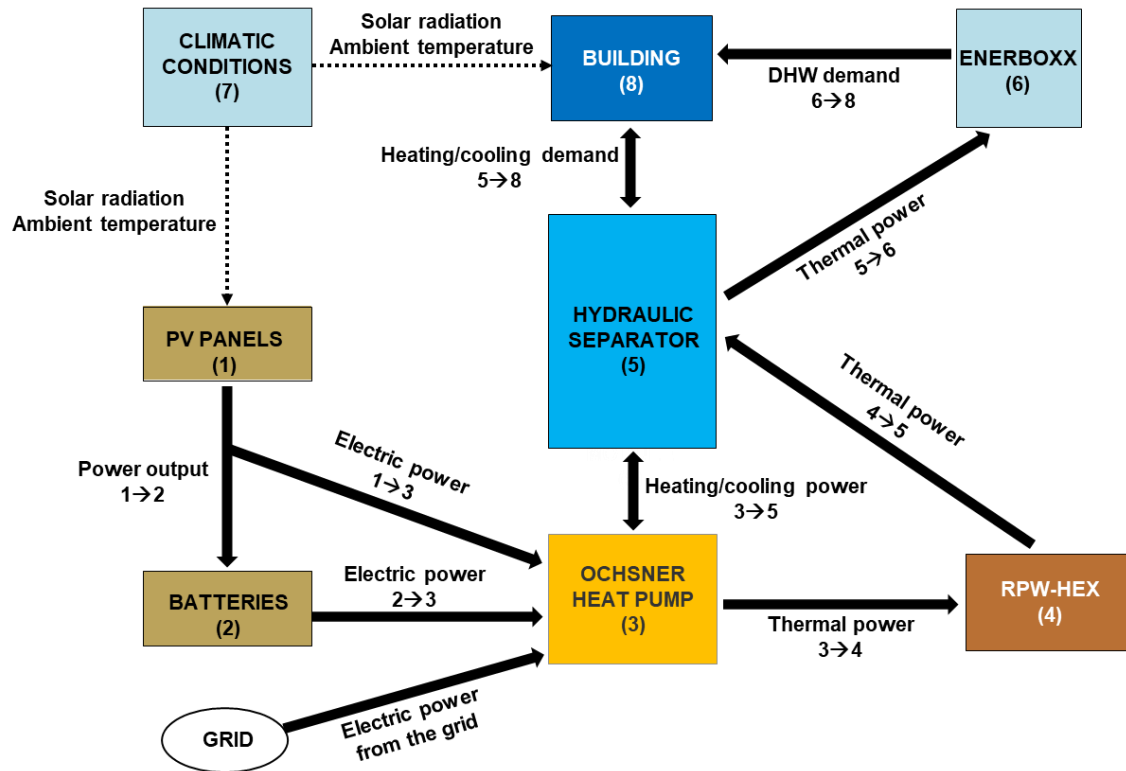 CLIMATIC
CONDITIONS
(7)
Solar radiation
Ambient temperature
BUILDING
(8)
DHW demand
6→8
ENERBOXX
(6)
Heating/cooling demand
5→8
Solar radiation
Ambient temperature
Thermal power
5→6
HYDRAULIC
SEPARATOR
(5)
PV PANELS
(1)
Thermal power
4→5
Power output
1→2
Electric power
1→3
Heating/cooling power
3→5
BATTERIES
(2)
Electric power
2→3
OCHSNER
HEAT PUMP
(3)
Thermal power
3→4
RPW-HEX
(4)
GRID
Electric power
from the grid